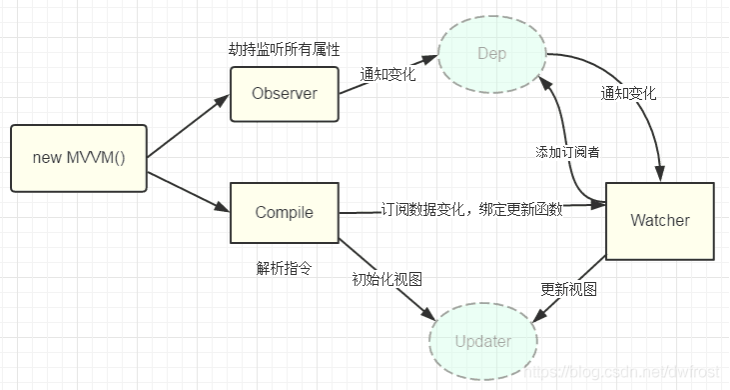 劫持监听所有属性
Dep
通知变化
Observer
通知变化
new MVVM()
添加订阅者
Compile
订阅数据变化，绑定更新函数
Watcher
解析指令
初始化视图
更新视图
Updater
https://blog.csdn.net/dwfrost